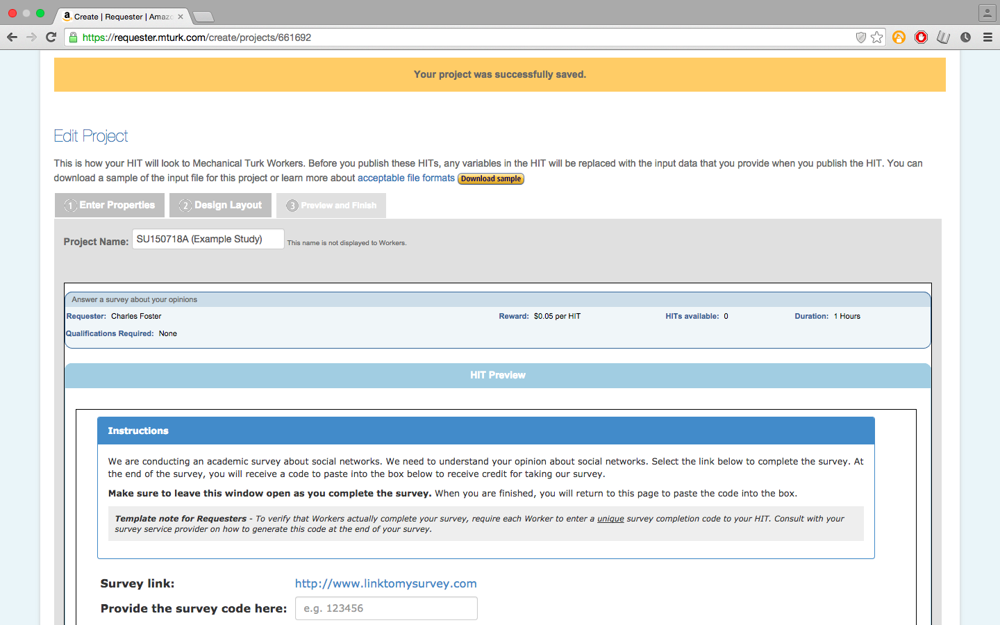 Create | Requester | Amaz
https://requester.mturk.com/create/projects/661692
Your project was successfully saved.
Edit Project
This is how your HIT will look to Mechanical Turk Workers. Before you publish these HITs, any variables in the HIT will be replaced with the input data that you provide when you publish the HIT. You can
download a sample of the input file for this project or learn more about acceptable file formats Download sample
1 Enter Properties 2 Design Layout 3 Preview and Finish
Project Name: SU150718A (Example Study) This name is not displayed to Workers.
Answer a survey about your opinions
Requester: Charles Foster Reward: $0.05 per HIT HITs available: 0 Duration: 1 Hours
Qualifications Required: None
HIT Preview
Instructions
We are conducting an academic survey about social networks. We need to understand your opinion about social networks. Select the link below to complete the survey. At
the end of the survey, you will receive a code to paste into the box below to receive credit for taking our survey.
Make sure to leave this window open as you complete the survey. When you are finished, you will return to this page to paste the code into the box.
Template note for Requesters - To verify that Workers actually complete your survey, require each Worker to enter a unique survey completion code to your HIT. Consult with your
survey service provider on how to generate this code at the end of your survey.
Survey link: http://www.linktomysurvey.com
Provide the survey code here: e.g. 123456